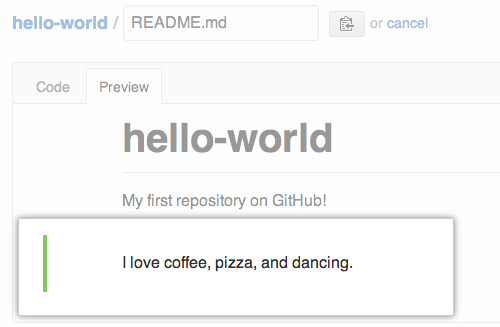 hello-world / README.md or cancel
Code Preview
hello-world
My first repository on GitHub!
I love coffee, pizza, and dancing.